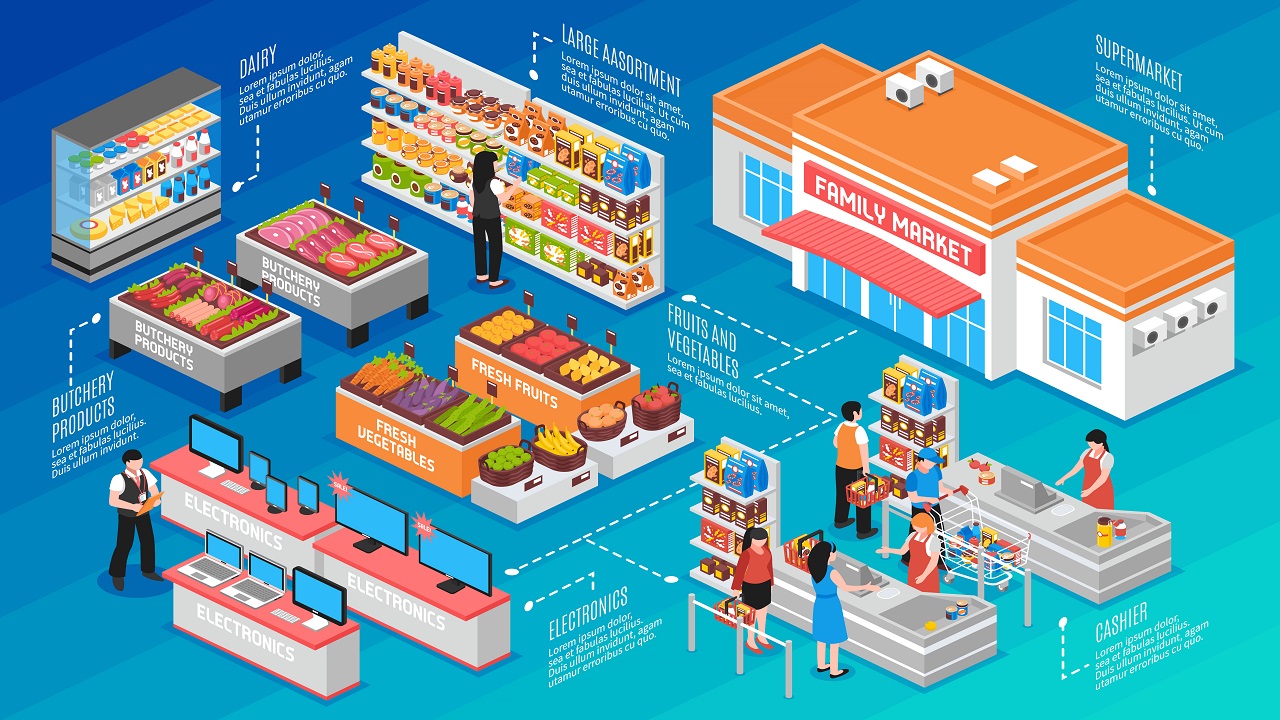 DAIRY
Lorem ipsum dolor,
sea et fabulas lucilius, agam
Duis ullum invidunt, agam
utamur erroribus cu quo.
LARGE AASORTMENT
Lorem ipsum dolor sit amet,
sea et fabulas lucilius. Ut cum
duis ullum invidunt, agam
utamur erroribus cu quo.
SUPERMARKET
Lorem ipsum dolor sit amet,
sea et fabulas lucilius. Ut cum
duis ullum invidunt, agam
utamur erroribus cu quo.
FAMILY MARKET
BUTCHERY
PRODUCTS
BUTCHERY
PRODUCTS
BUTCHERY
PRODUCTS
Lorem ipsum dolor,
sea et fabulas lucilius.
Duis ullum invidunt.
FRUITS AND
VEGETABLES
Lorem ipsum dolor sit amet,
sea et fabulas lucilius.
FRESH FRUITS
FRESH
VEGETABLES
ELECTRONICS
SALE!
SALE!
ELECTRONICS
ELECTRONICS
ELECTRONICS
Lorem ipsum dolor,
sea et fabulas lucilius.
Duis ullum invidunt, agam
utamur erroribus cu quo.
CASHIER
Lorem ipsum dolor,
sea et fabulas lucilius.
Duis ullum invidunt, agam
utamur erroribus cu quo.